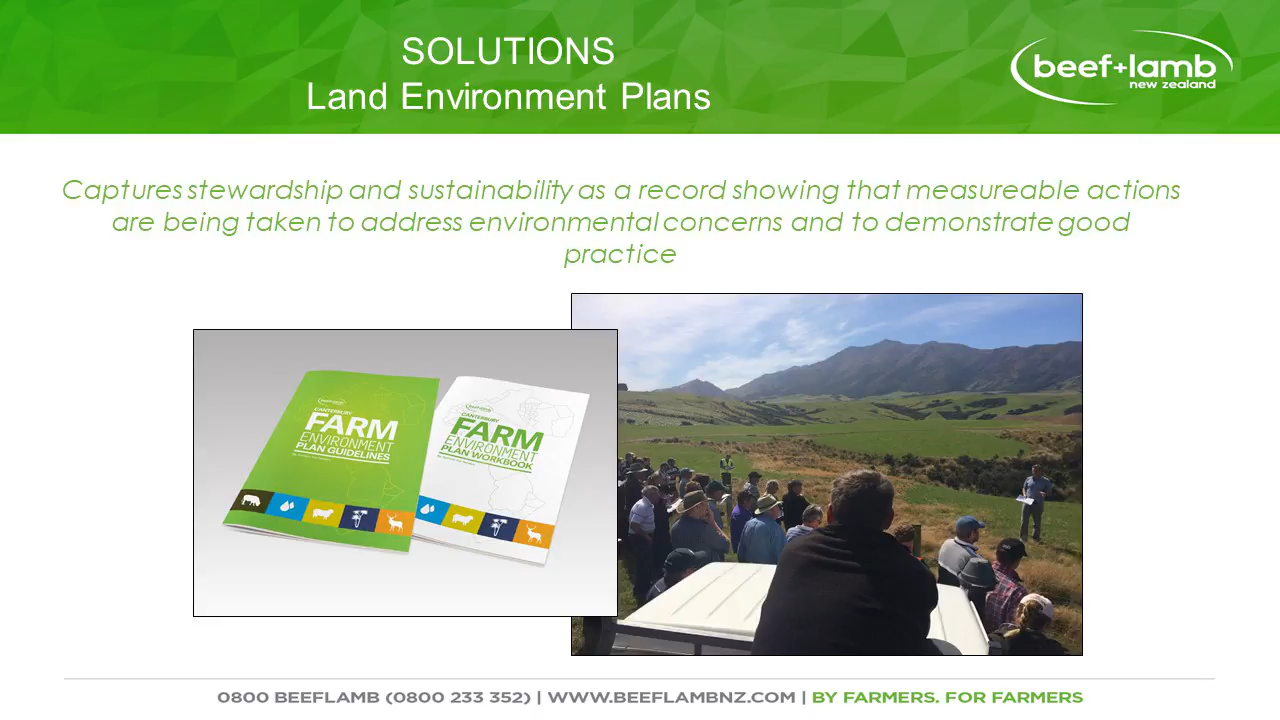 SOLUTIONS
Land Environment Plans
beef+lamb
new zealand
Captures stewardship and sustainability as a record showing that measureable actions
are being taken to address environmental concerns and to demonstrate good
practice
CANTERBURY
FARM
ENVIRONMENT
PLAN GUIDELINES
CANTERBURY
FARM
ENVIRONMENT
PLAN WORKBOOK
0800 BEEFLAMB (0800 233 352) | WWW.BEEFLAMBNZ.COM | BY FARMERS. FOR FARMERS